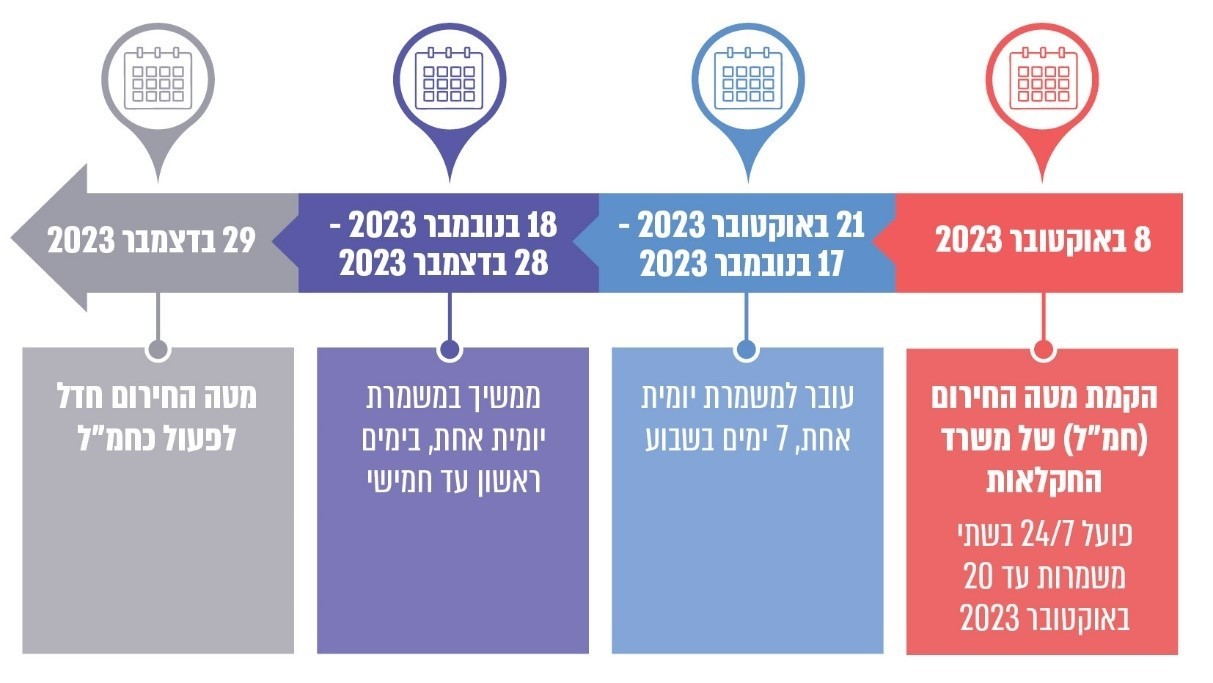 8 באוקטובר 2023
הקמת מטה החירום
(חמ"ל) של משרד
החקלאות
פועל 24/7 בשתי
משמרות עד 20
באוקטובר 2023
21 באוקטובר 2023 -
17 בנובמבר 2023
עובר למשמרת יומית
אחת, 7 ימים בשבוע
18 בנובמבר 2023 -
28 בדצמבר 2023
ממשיך במשמרת
יומית אחת, בימים
ראשון עד חמישי
29 בדצמבר 2023
מטה החירום חדל
לפעול כחמ"ל